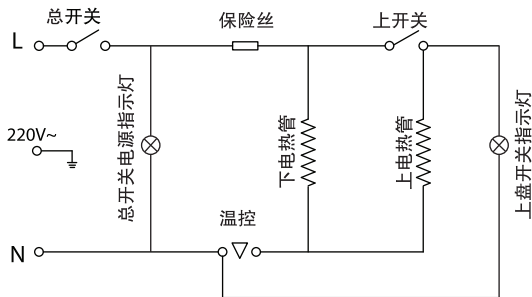 总开关
保险丝
上开关
L
总开关电源指示灯
下电热管
上电热管
上盘开关指示灯
220V~
温控
N